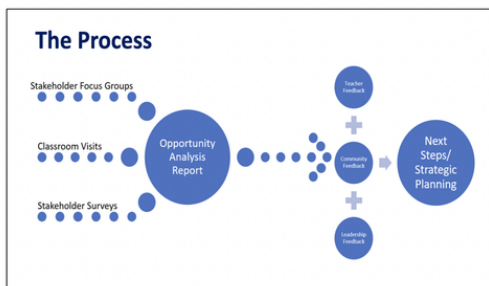 The Process
Stakeholder Focus Groups
Classroom Visits
Stakeholder Surveys
Opportunity
Analysis
Report
Teacher
Feedback
Community
Feedback
Leadership
Feedback
Next
Steps/
Strategic
Planning